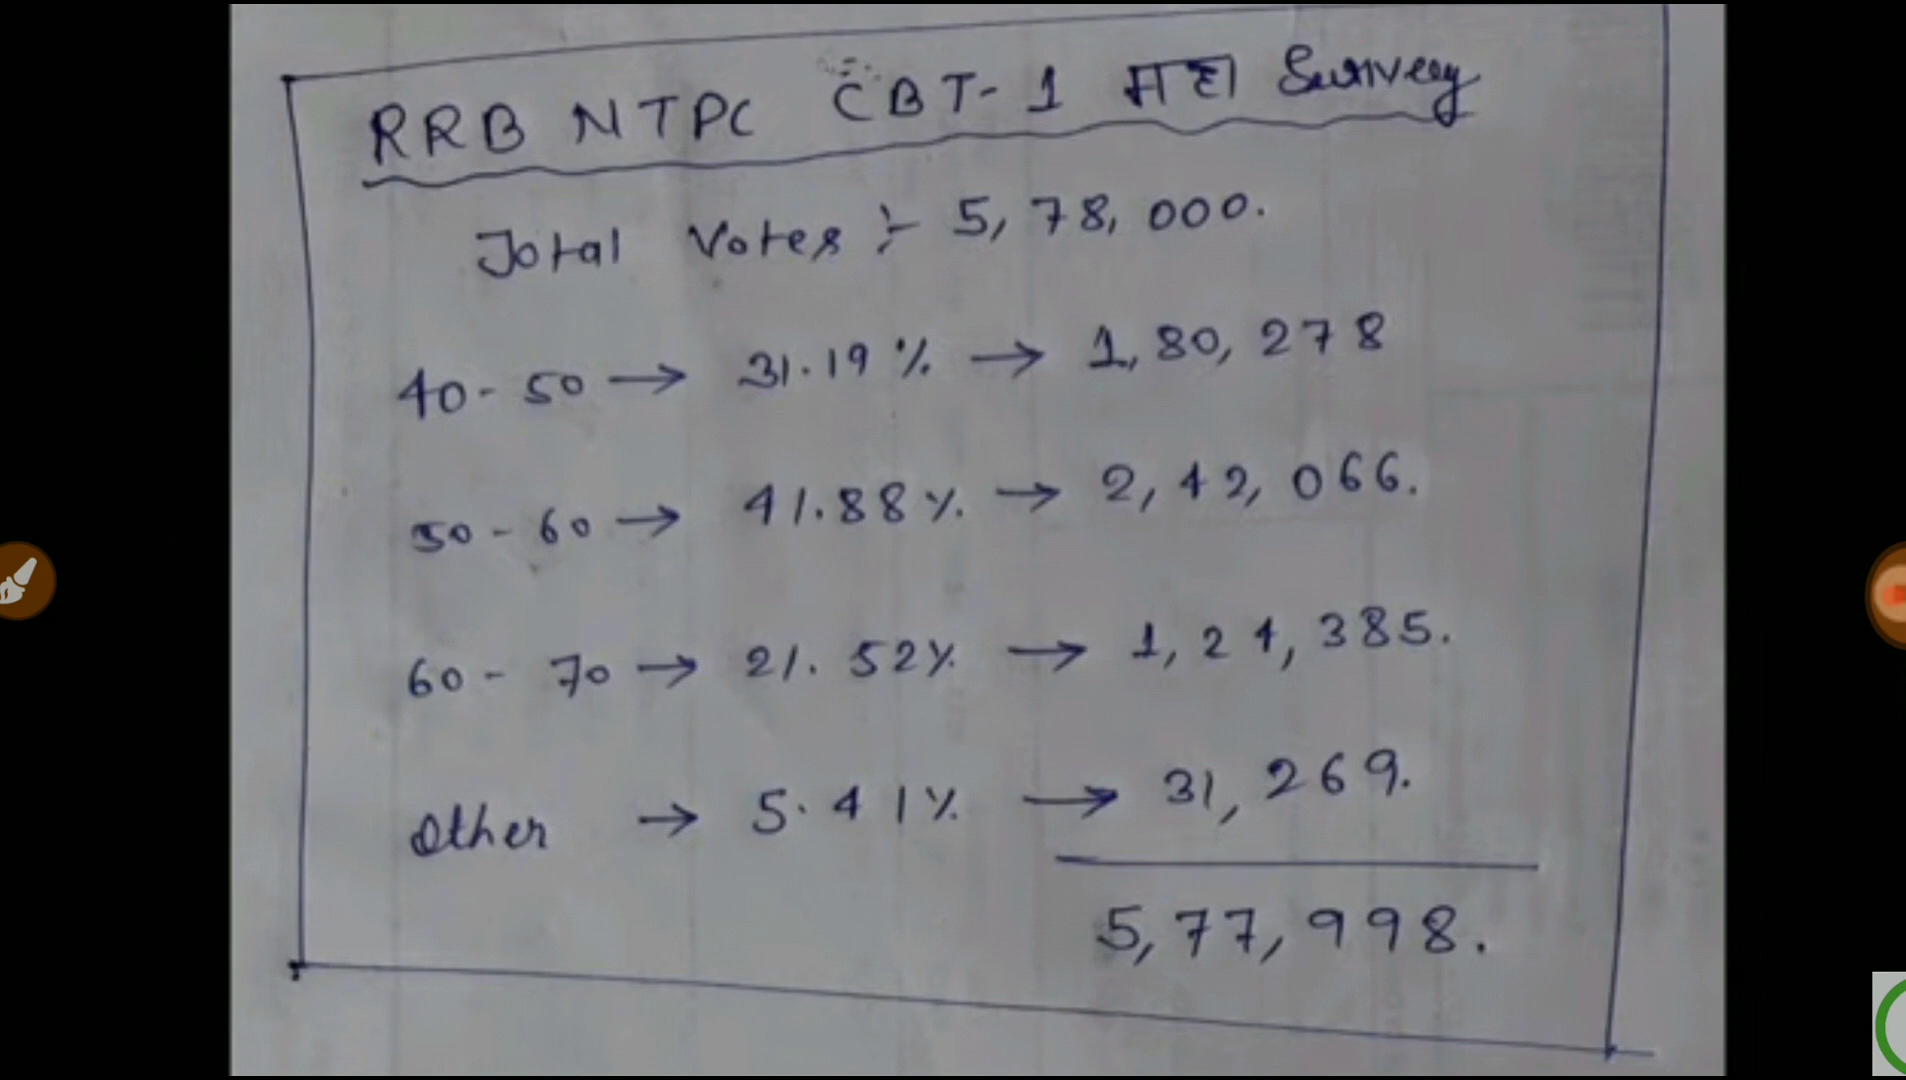 RRB NTPC CBT-1 महा Survey
Total Votes :- 5,78,000.
40-50 → 31.19% → 1,80,278
50-60 → 41.88% → 2,42,066.
60-70 → 21.52% → 1,24,385.
Other → 5.41% → 31,269.
5,77,998.